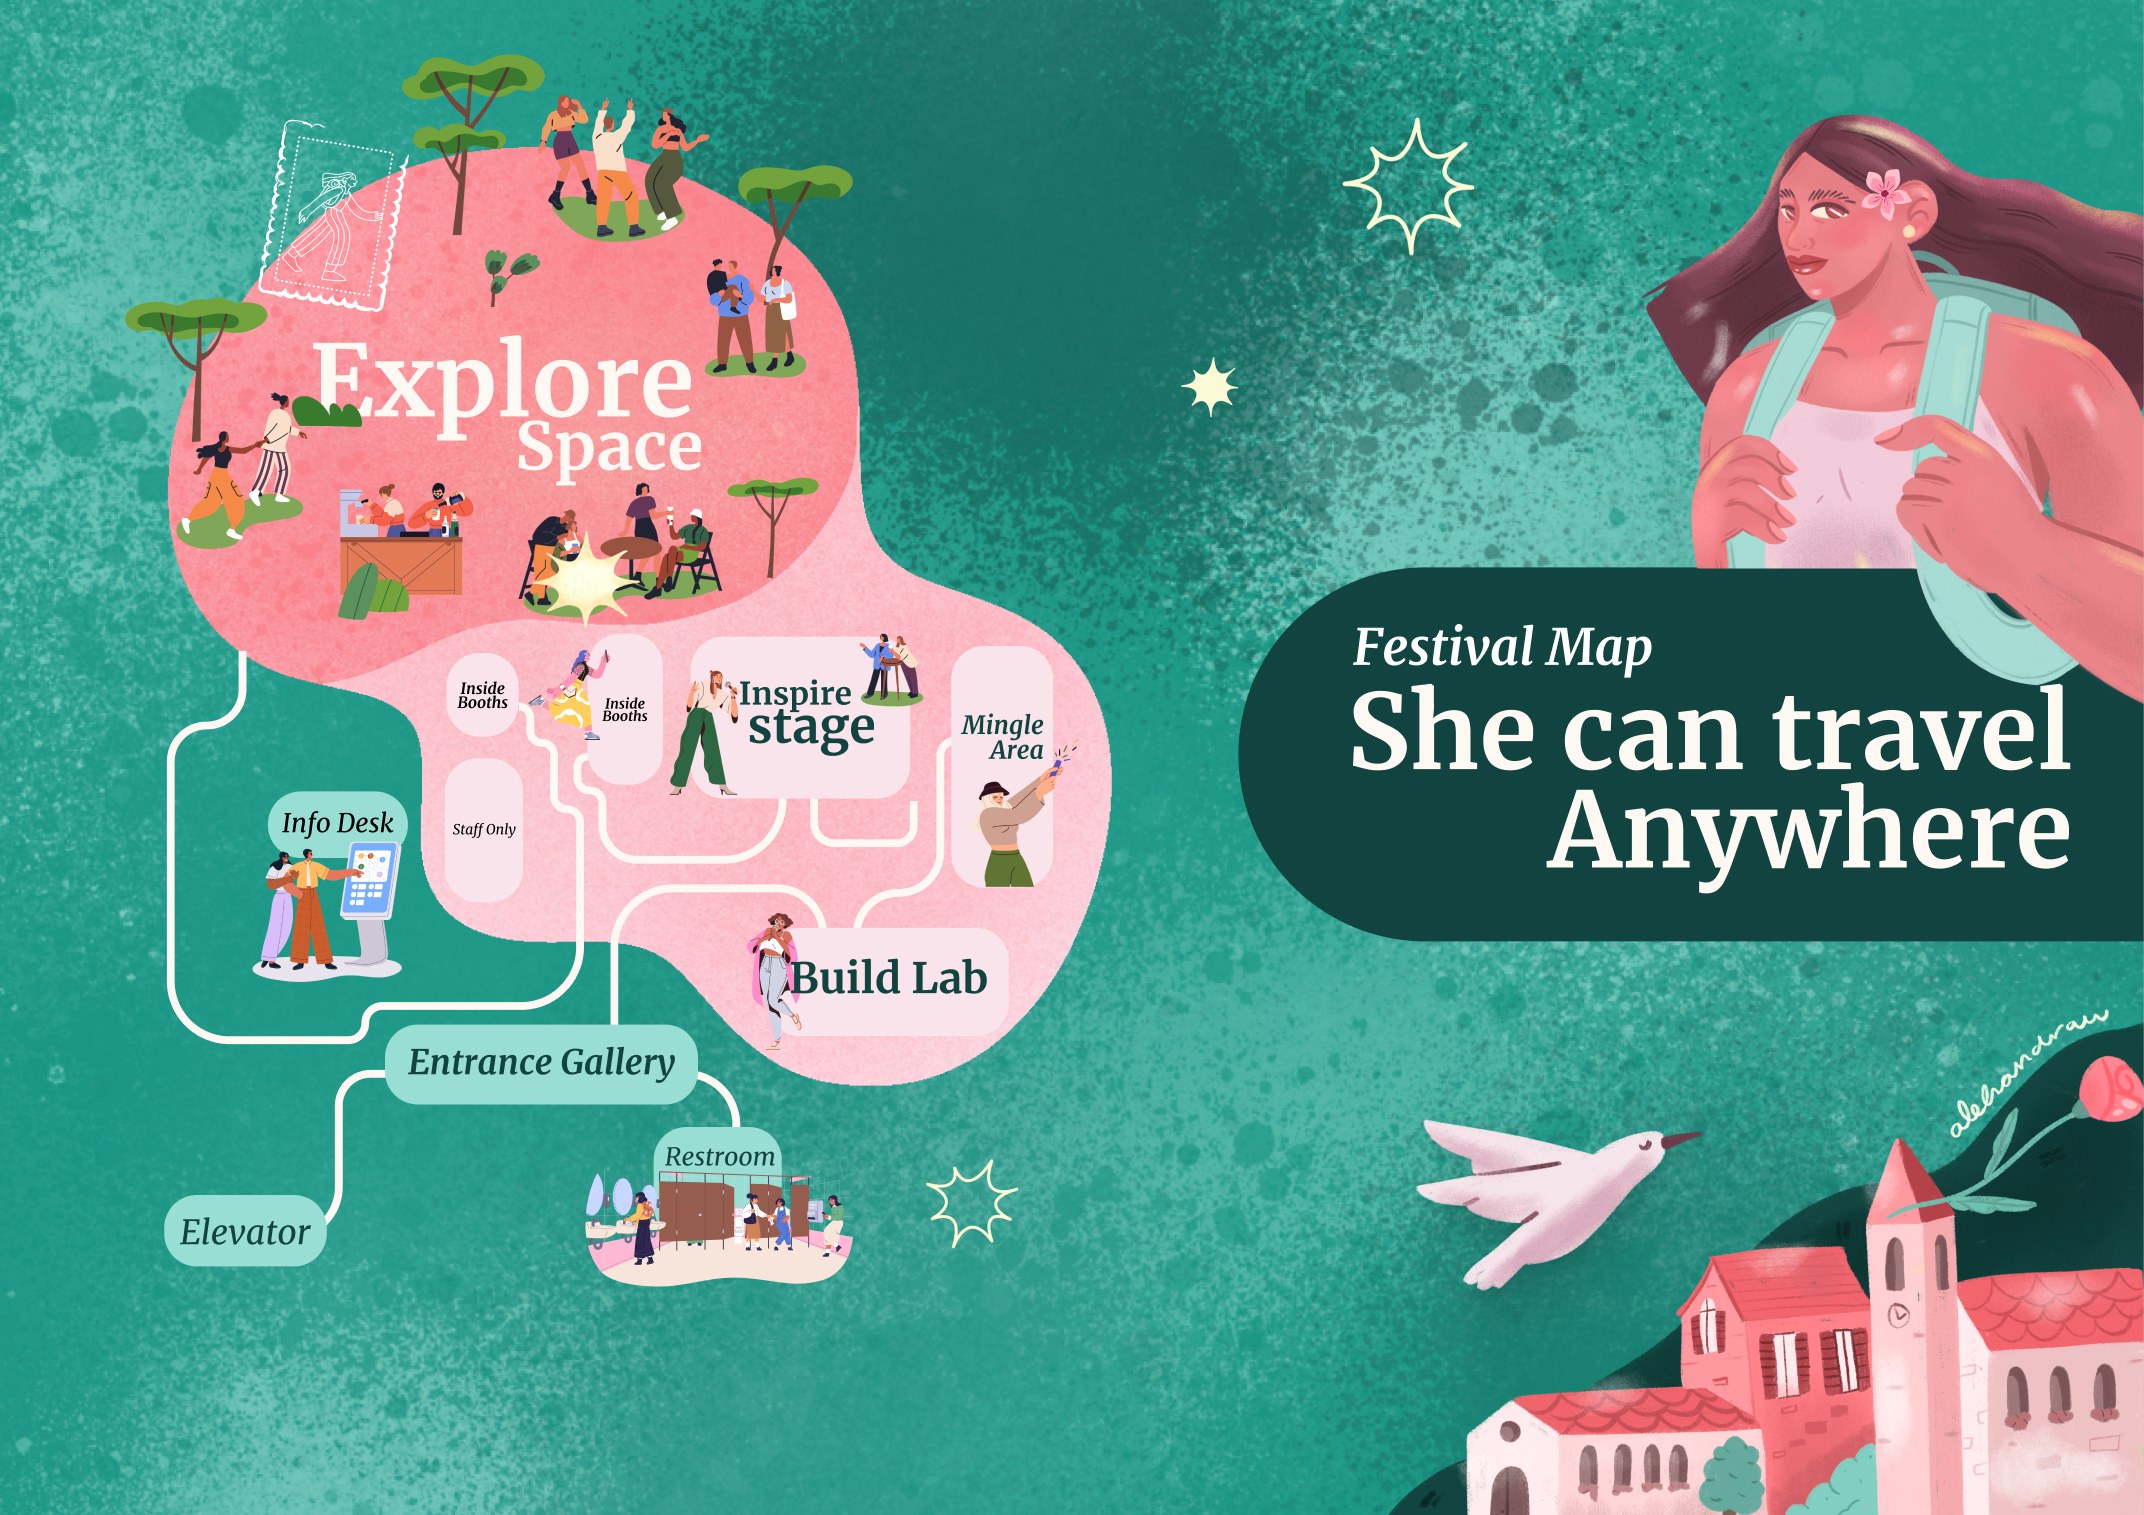 Explore
Space
Inside
Booths
Inside
Booths
Inspire
stage
Mingle
Area
Staff Only
Info Desk
Build Lab
Entrance Gallery
Restroom
Elevator
Festival Map
She can travel
Anywhere
alehandraw